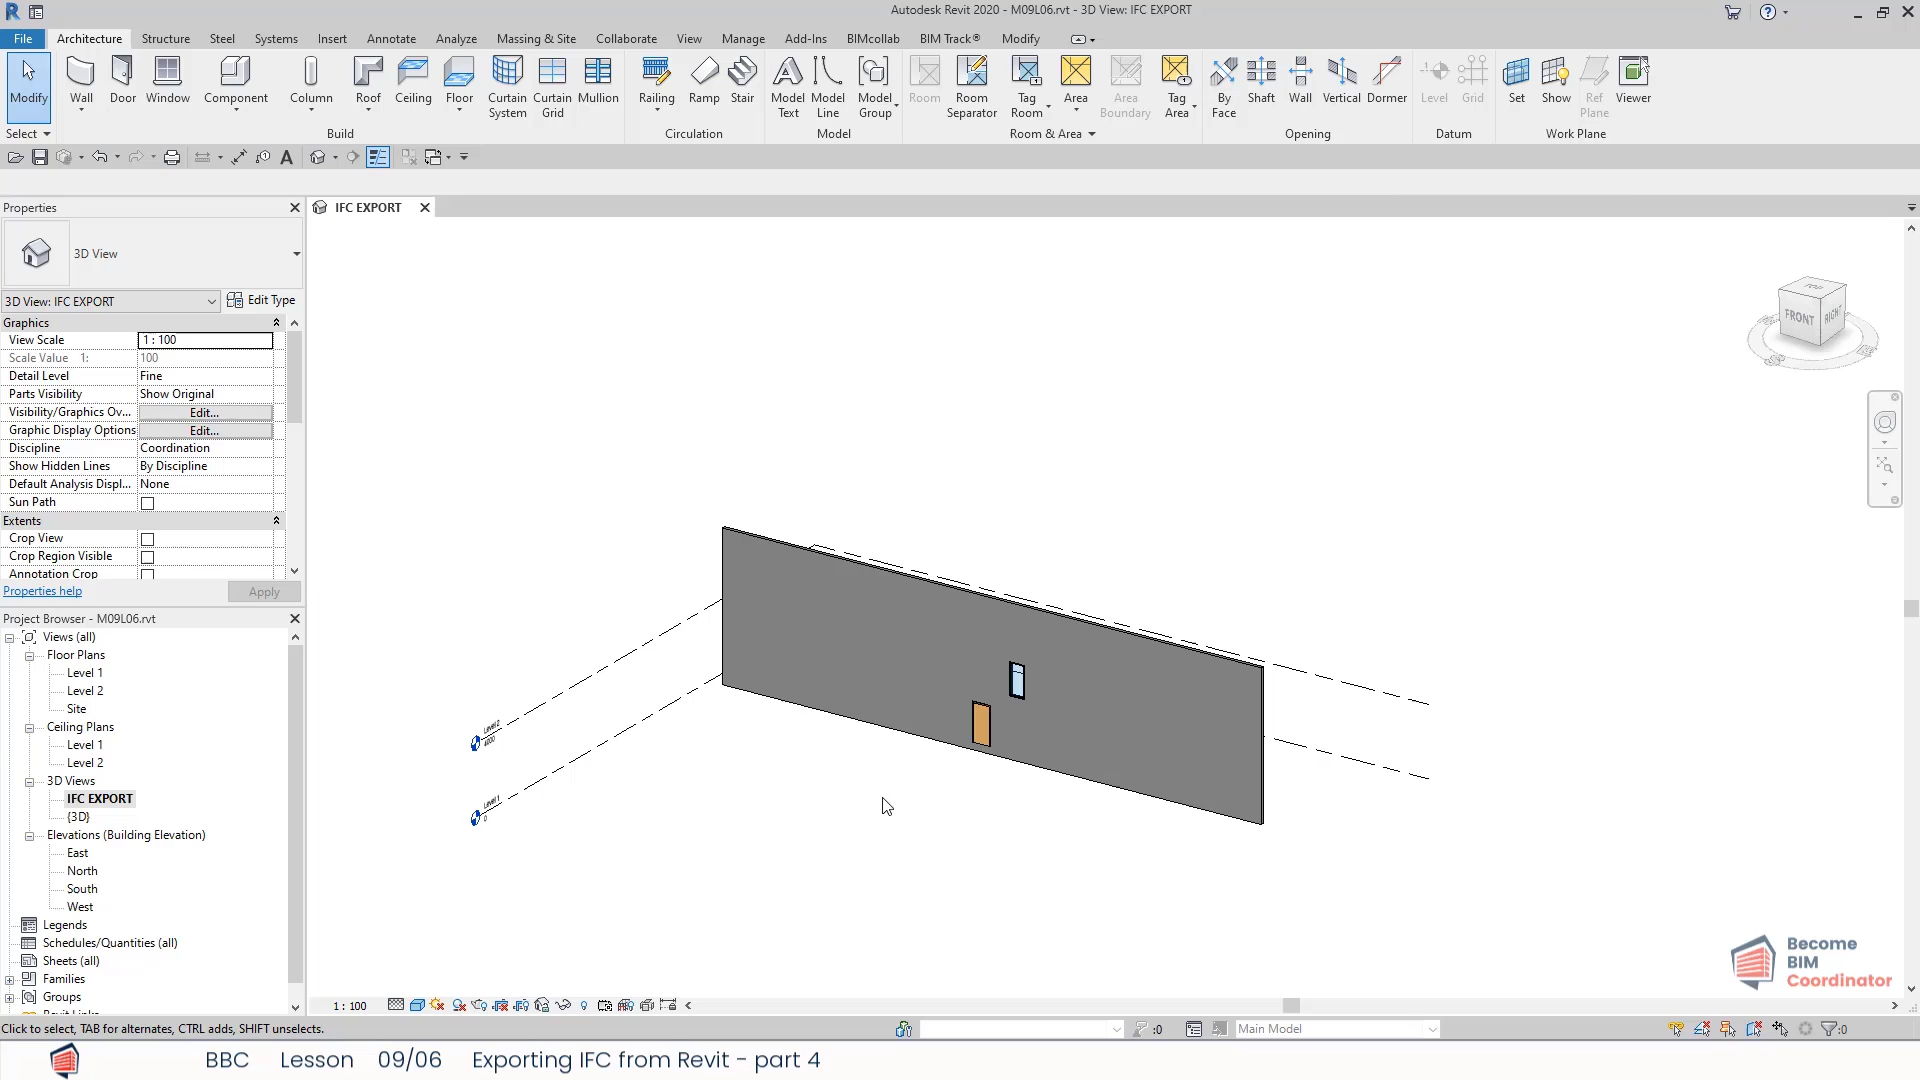 Autodesk Revit 2020 - M09L06.rvt - 3D View: IFC EXPORT
File Architecture Structure Steel Systems Insert Annotate Analyze Massing & Site Collaborate View Manage Add-Ins BIMcollab BIM Track® Modify
Modify Wall Door Window Component Column Roof Ceiling Floor Curtain System Curtain Grid Mullion Railing Ramp Stair Model Text Model Line Model Group Room Room Separator Tag Room Area Area Boundary Tag Area By Face Shaft Wall Vertical Dormer Level Grid Set Show Ref Plane Viewer
Select Build Circulation Model Room & Area Opening Datum Work Plane
Properties
IFC EXPORT
3D View
3D View: IFC EXPORT Edit Type
Graphics
View Scale 1 : 100
Scale Value 1: 100
Detail Level Fine
Parts Visibility Show Original
Visibility/Graphics Ov... Edit...
Graphic Display Options Edit...
Discipline Coordination
Show Hidden Lines By Discipline
Default Analysis Displ... None
Sun Path
Extents
Crop View
Crop Region Visible
Annotation Crop
Properties help Apply
Project Browser - M09L06.rvt
Views (all)
Floor Plans
Level 1
Level 2
Site
Ceiling Plans
Level 1
Level 2
3D Views
IFC EXPORT
{3D}
Elevations (Building Elevation)
East
North
South
West
Legends
Schedules/Quantities (all)
Sheets (all)
Families
Groups
TOP
FRONT
RIGHT
Level 2
4000
Level 1
0
Become
BIM
Coordinator
1 : 100
Click to select, TAB for alternates, CTRL adds, SHIFT unselects.
:0
Main Model
:0
BBC Lesson 09/06 Exporting IFC from Revit - part 4